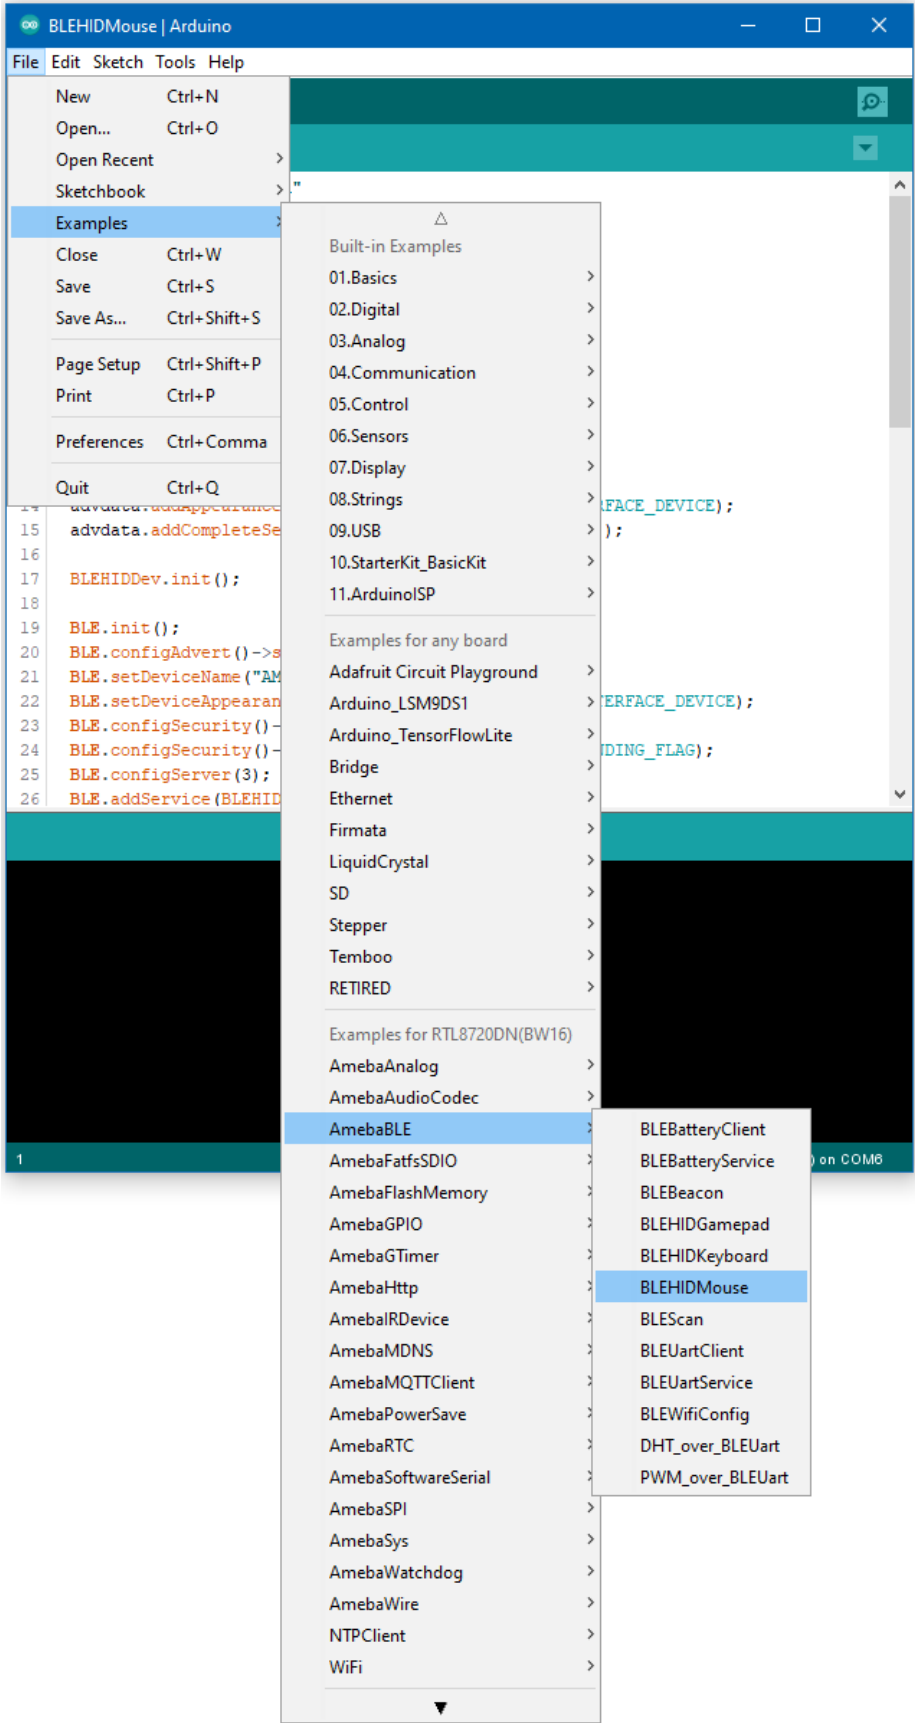 BLEHIDMouse | Arduino
File Edit Sketch Tools Help
New Ctrl+N
Open... Ctrl+O
Open Recent
Sketchbook
Examples
Close Ctrl+W
Save Ctrl+S
Save As... Ctrl+Shift+S
Page Setup Ctrl+Shift+P
Print Ctrl+P
Preferences Ctrl+Comma
Quit Ctrl+Q
Built-in Examples
01.Basics
02.Digital
03.Analog
04.Communication
05.Control
06.Sensors
07.Display
08.Strings
09.USB
10.StarterKit_BasicKit
11.ArduinoISP
Examples for any board
Adafruit Circuit Playground
Arduino_LSM9DS1
Arduino_TensorFlowLite
Bridge
Ethernet
Firmata
LiquidCrystal
SD
Stepper
Temboo
RETIRED
Examples for RTL8720DN(BW16)
AmebaAnalog
AmebaAudioCodec
AmebaBLE
AmebaFatfsSDIO
AmebaFlashMemory
AmebaGPIO
AmebaGTimer
AmebaHttp
AmebaIRDevice
AmebaMDNS
AmebaMQTTClient
AmebaPowerSave
AmebaRTC
AmebaSoftwareSerial
AmebaSPI
AmebaSys
AmebaWatchdog
AmebaWire
NTPClient
WiFi
BLEBatteryClient
BLEBatteryService
BLEBeacon
BLEHIDGamepad
BLEHIDKeyboard
BLEHIDMouse
BLEScan
BLEUartClient
BLEUartService
BLEWifiConfig
DHT_over_BLEUart
PWM_over_BLEUart
"
14 advdata.addAppearance RFACE_DEVICE);
15 advdata.addCompleteSe );
16
17 BLEHIDDev.init();
18
19 BLE.init();
20 BLE.configAdvert()->s
21 BLE.setDeviceName("AM
22 BLE.setDeviceAppearan TERFACE_DEVICE);
23 BLE.configSecurity()-
24 BLE.configSecurity()- NDING_FLAG);
25 BLE.configServer(3);
26 BLE.addService(BLEHID
1 ) on COM6